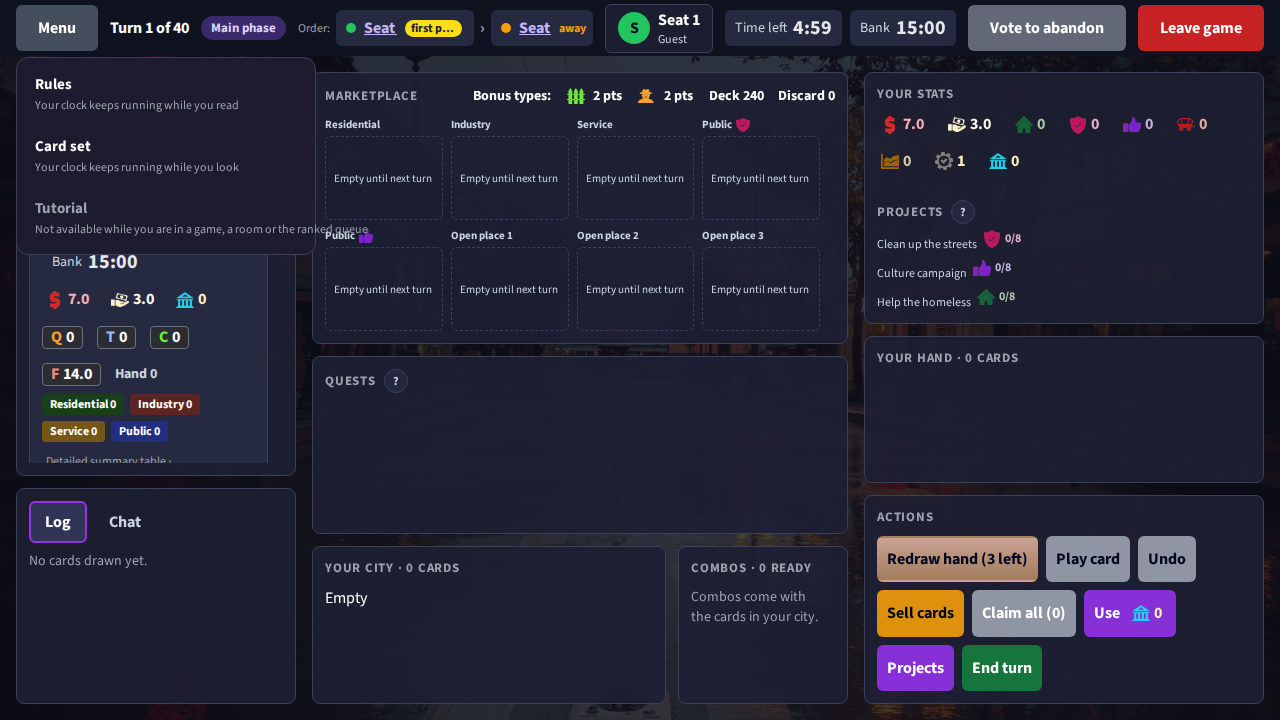 Menu
Turn 1 of 40
Main phase
Order:
Seat
first p...
›
Seat
away
S
Seat 1
Guest
Time left 4:59
Bank 15:00
Vote to abandon
Leave game
Rules
Your clock keeps running while you read
Card set
Your clock keeps running while you look
Tutorial
Not available while you are in a game, a room or the ranked queue
Bank 15:00
7.0
3.0
0
Q 0
T 0
C 0
F 14.0
Hand 0
Residential 0
Industry 0
Service 0
Public 0
Detailed summary table ›
Log
Chat
No cards drawn yet.
MARKETPLACE
Bonus types:
2 pts
2 pts
Deck 240
Discard 0
Residential
Industry
Service
Public
Empty until next turn
Empty until next turn
Empty until next turn
Empty until next turn
Public
Open place 1
Open place 2
Open place 3
Empty until next turn
Empty until next turn
Empty until next turn
Empty until next turn
QUESTS
?
YOUR CITY · 0 CARDS
Empty
COMBOS · 0 READY
Combos come with
the cards in your city.
YOUR STATS
7.0
3.0
0
0
0
0
0
1
0
PROJECTS
?
Clean up the streets
0/8
Culture campaign
0/8
Help the homeless
0/8
YOUR HAND · 0 CARDS
ACTIONS
Redraw hand (3 left)
Play card
Undo
Sell cards
Claim all (0)
Use 0
Projects
End turn